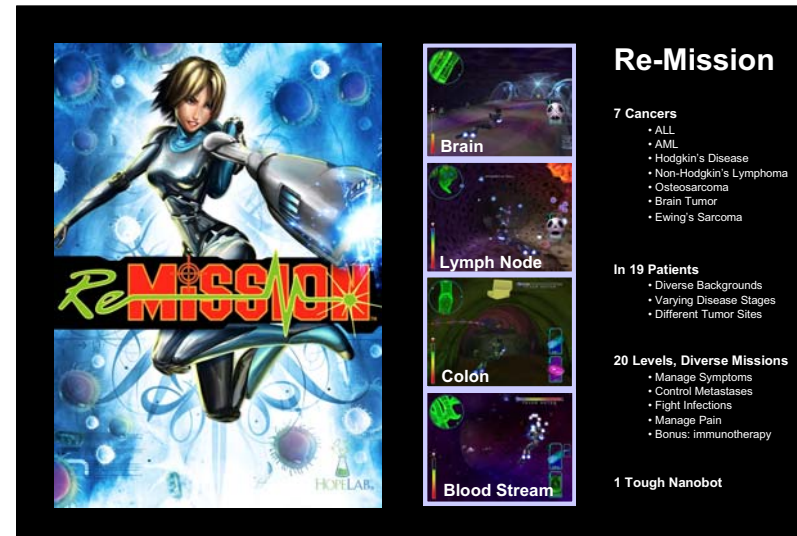 Re-Mission
7 Cancers
• ALL
• AML
• Hodgkin's Disease
• Non-Hodgkin's Lymphoma
• Osteosarcoma
• Brain Tumor
• Ewing's Sarcoma
In 19 Patients
• Diverse Backgrounds
• Varying Disease Stages
• Different Tumor Sites
20 Levels, Diverse Missions
• Manage Symptoms
• Control Metastases
• Fight Infections
• Manage Pain
• Bonus: immunotherapy
1 Tough Nanobot
Brain
Lymph Node
Colon
Blood Stream
Re-MISSION
HOPELAB